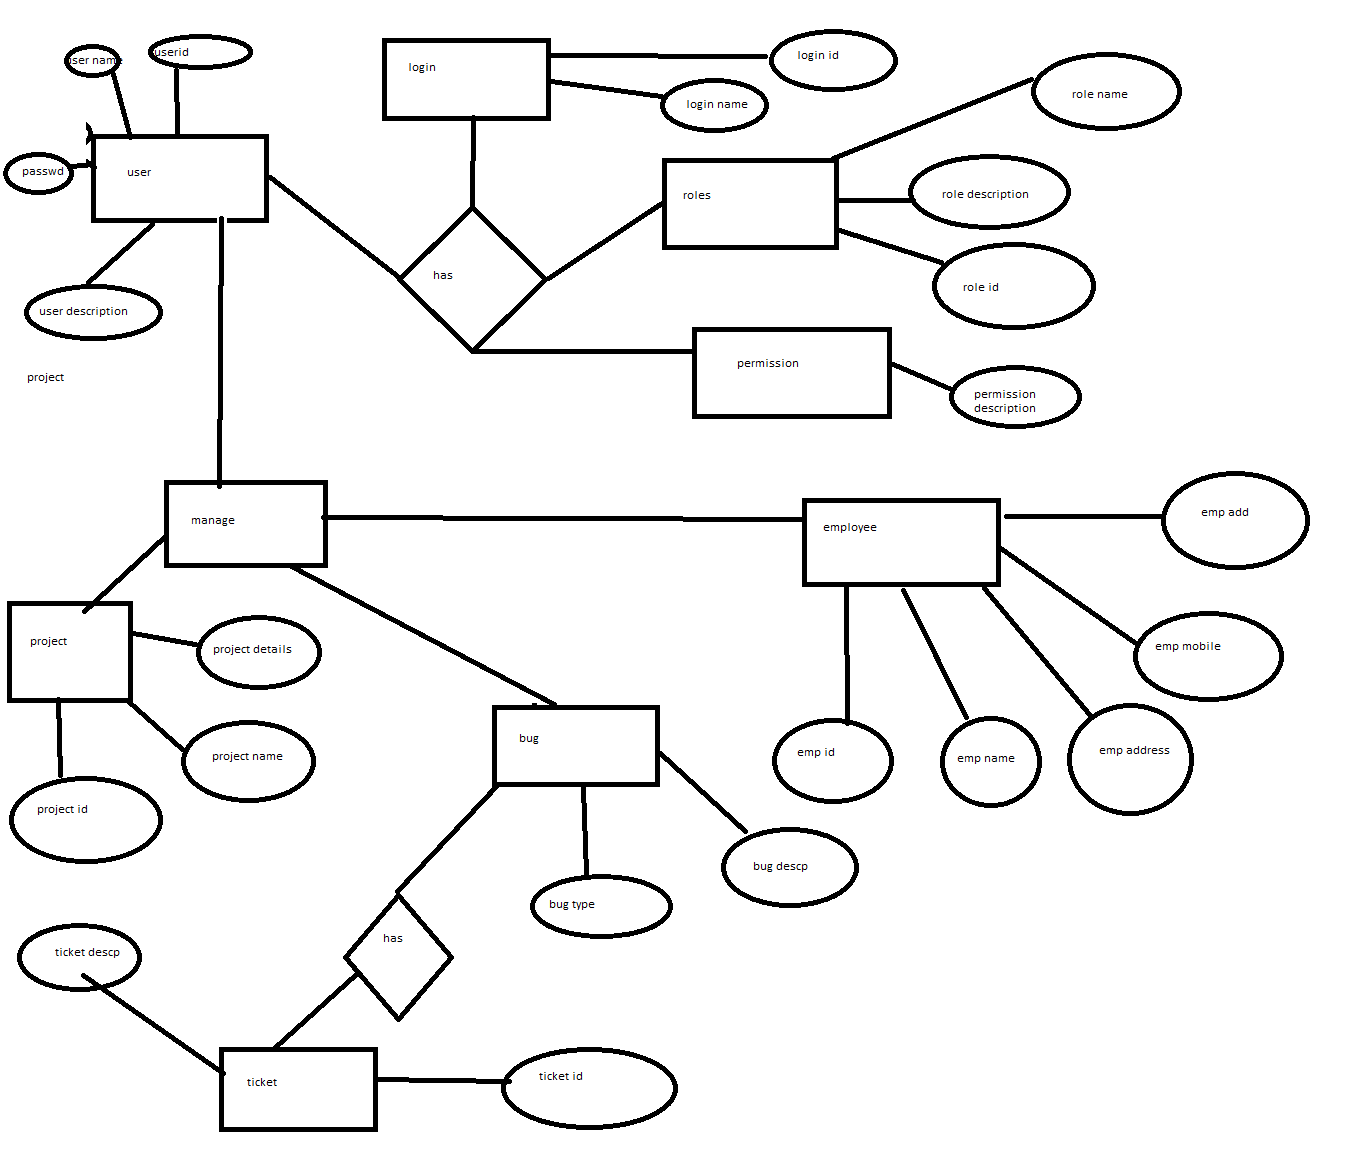 user name
userid
login
login id
login name
role name
passwd
user
roles
role description
has
role id
user description
permission
project
permission
description
manage
employee
emp add
project
project details
emp mobile
project name
bug
emp id
emp name
emp address
project id
bug descp
bug type
has
ticket descp
ticket
ticket id